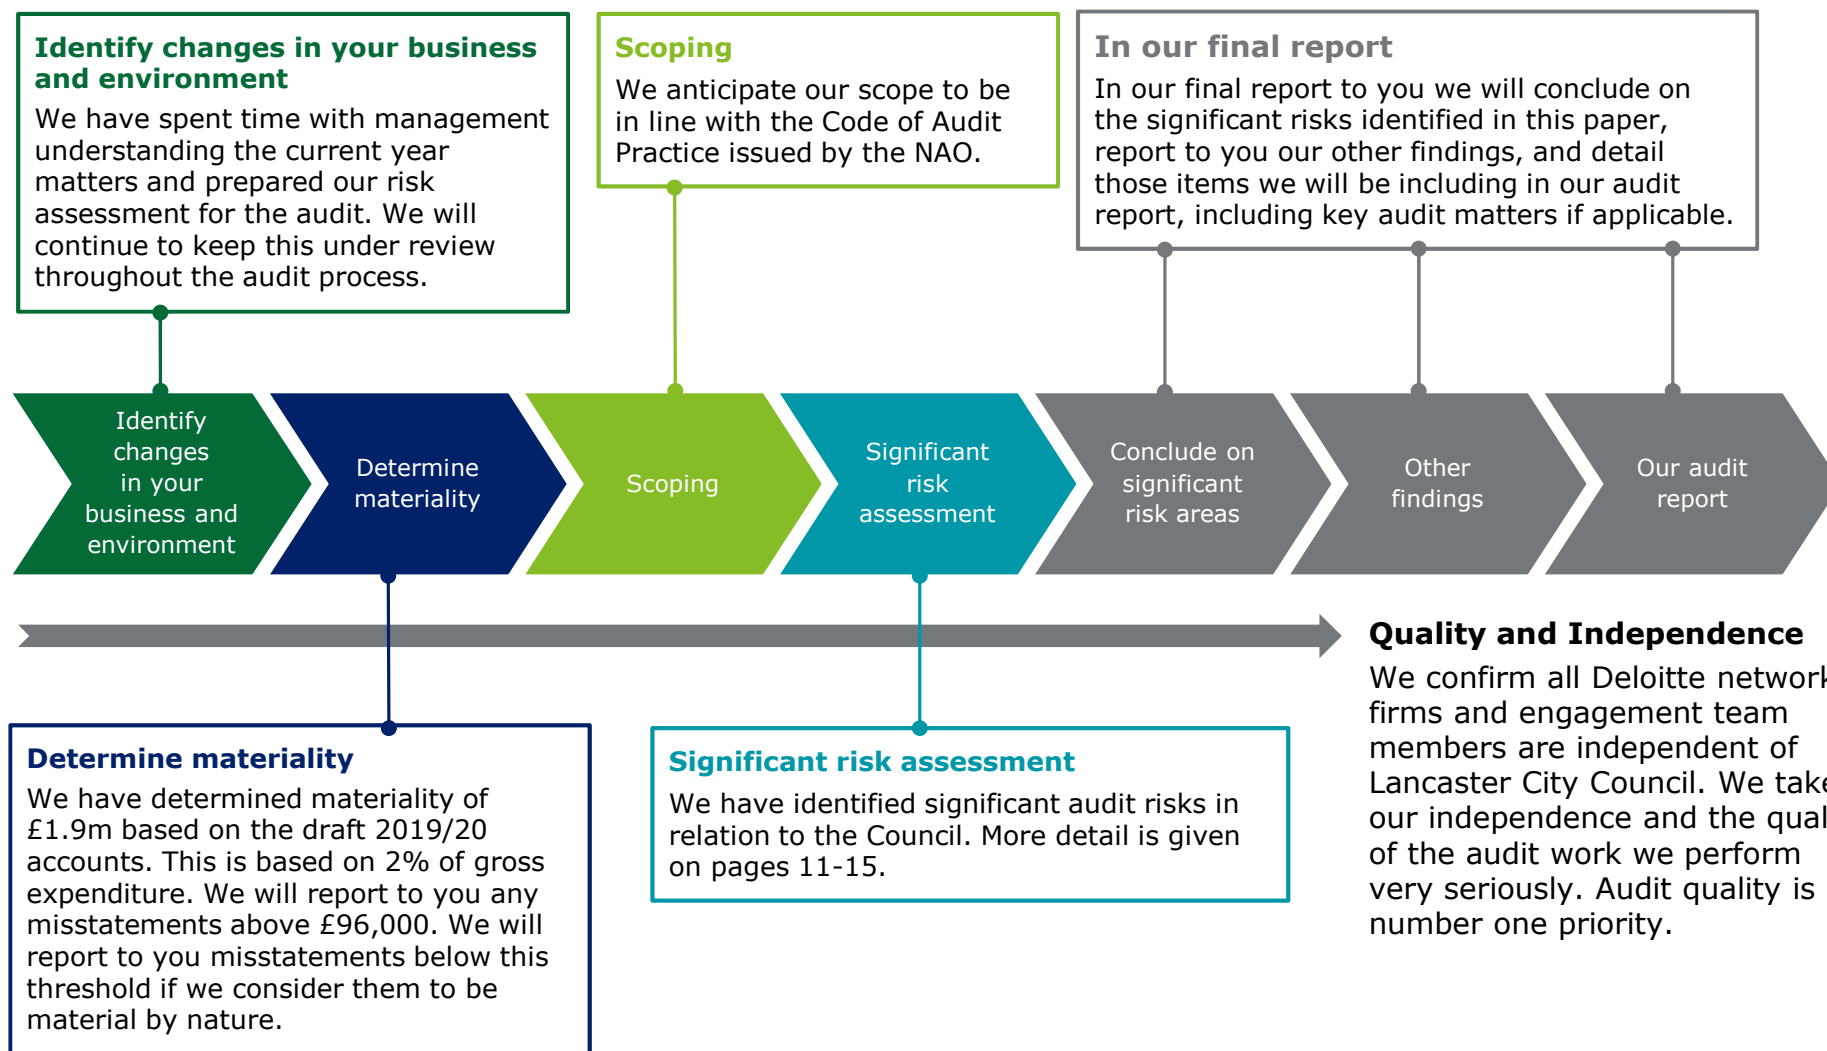 Identify changes in your business
and environment
We have spent time with management
understanding the current year
matters and prepared our risk
assessment for the audit. We will
continue to keep this under review
throughout the audit process.
Scoping
We anticipate our scope to be
in line with the Code of Audit
Practice issued by the NAO.
In our final report
In our final report to you we will conclude on
the significant risks identified in this paper,
report to you our other findings, and detail
those items we will be including in our audit
report, including key audit matters if applicable.
Identify
changes
in your
business and
environment
Determine
materiality
Scoping
Significant
risk
assessment
Conclude on
significant
risk areas
Other
findings
Our audit
report
Determine materiality
We have determined materiality of
£1.9m based on the draft 2019/20
accounts. This is based on 2% of gross
expenditure. We will report to you any
misstatements above £96,000. We will
report to you misstatements below this
threshold if we consider them to be
material by nature.
Significant risk assessment
We have identified significant audit risks in
relation to the Council. More detail is given
on pages 11-15.
Quality and Independence
We confirm all Deloitte network
firms and engagement team
members are independent of
Lancaster City Council. We take
our independence and the qual
of the audit work we perform
very seriously. Audit quality is
number one priority.